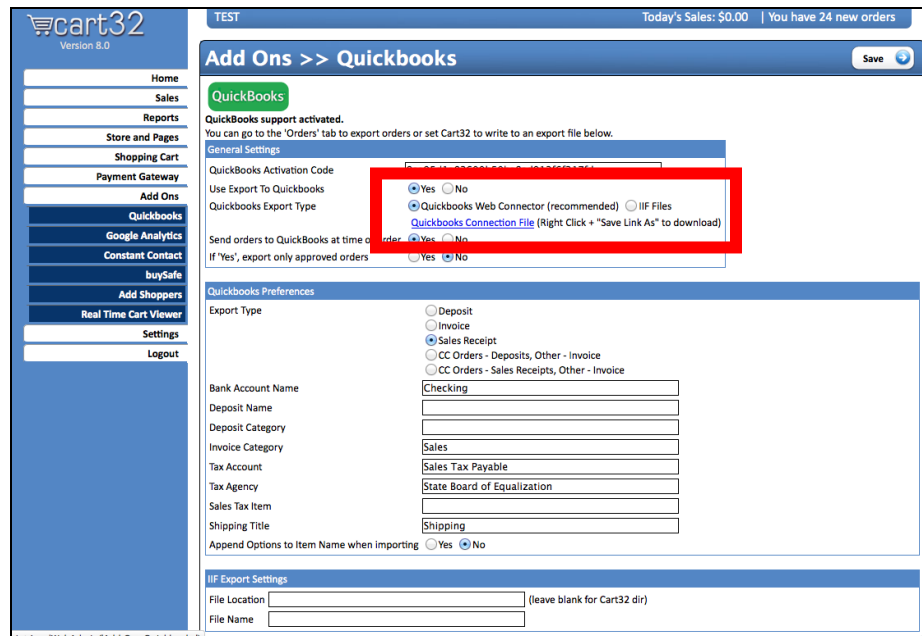 cart32
Version 8.0
TEST
Today's Sales: $0.00 | You have 24 new orders
Home
Sales
Reports
Store and Pages
Shopping Cart
Payment Gateway
Add Ons
Quickbooks
Google Analytics
Constant Contact
buySafe
Add Shoppers
Real Time Cart Viewer
Settings
Logout
Add Ons >> Quickbooks
Save
QuickBooks
QuickBooks support activated.
You can go to the 'Orders' tab to export orders or set Cart32 to write to an export file below.
General Settings
QuickBooks Activation Code
Use Export To Quickbooks Yes No
Quickbooks Export Type Quickbooks Web Connector (recommended) IIF Files
Quickbooks Connection File (Right Click + "Save Link As" to download)
Send orders to QuickBooks at time of order Yes No
If 'Yes', export only approved orders Yes No
Quickbooks Preferences
Export Type Deposit
Invoice
Sales Receipt
CC Orders - Deposits, Other - Invoice
CC Orders - Sales Receipts, Other - Invoice
Bank Account Name Checking
Deposit Name
Deposit Category
Invoice Category Sales
Tax Account Sales Tax Payable
Tax Agency State Board of Equalization
Sales Tax Item
Shipping Title Shipping
Append Options to Item Name when importing Yes No
IIF Export Settings
File Location (leave blank for Cart32 dir)
File Name